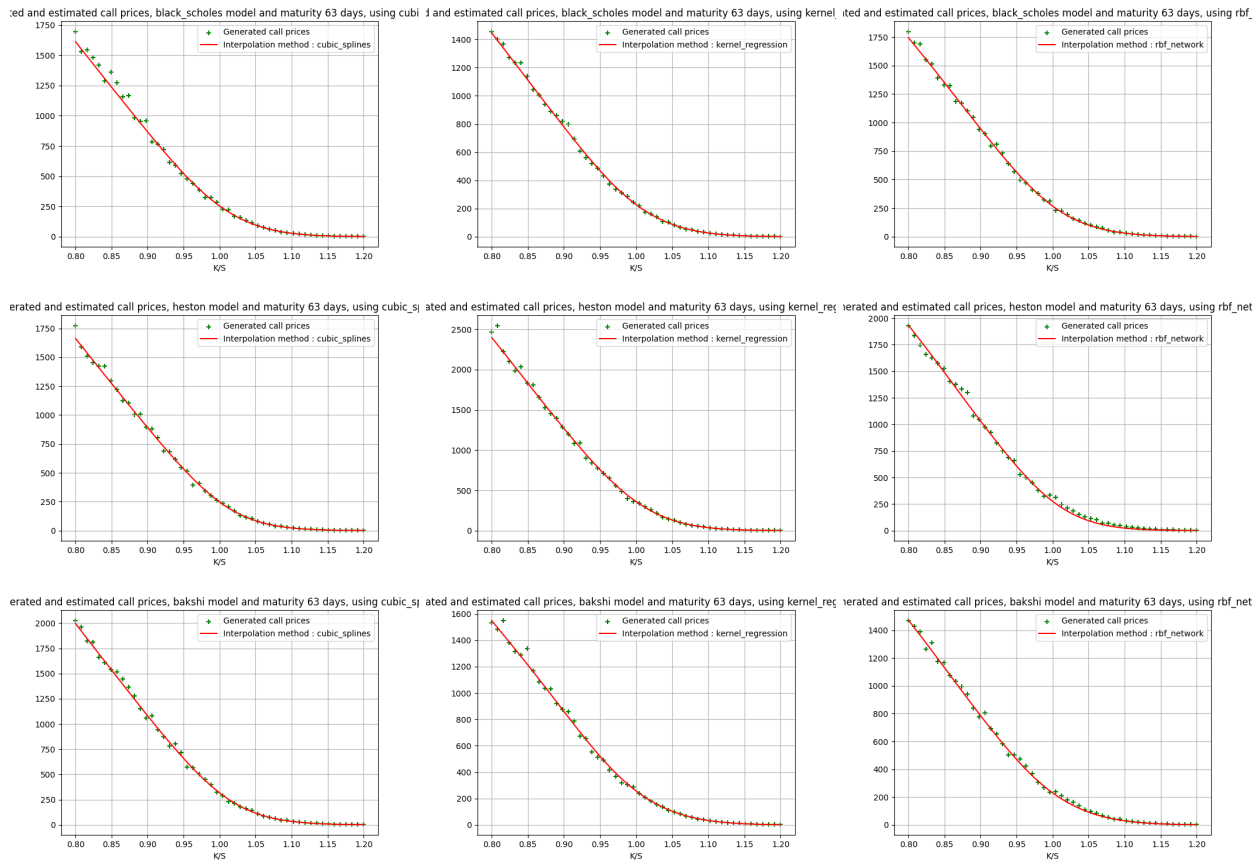 ted and estimated call prices, black_scholes model and maturity 63 days, using cubi
d and estimated call prices, black_scholes model and maturity 63 days, using kernel_
ted and estimated call prices, black_scholes model and maturity 63 days, using rbf_
Generated call prices
Interpolation method : cubic_splines
1750
1500
1250
1000
750
500
250
0
0.80 0.85 0.90 0.95 1.00 1.05 1.10 1.15 1.20
K/S
Generated call prices
Interpolation method : kernel_regression
1400
1200
1000
800
600
400
200
0
0.80 0.85 0.90 0.95 1.00 1.05 1.10 1.15 1.20
K/S
Generated call prices
Interpolation method : rbf_network
1750
1500
1250
1000
750
500
250
0
0.80 0.85 0.90 0.95 1.00 1.05 1.10 1.15 1.20
K/S
erated and estimated call prices, heston model and maturity 63 days, using cubic_sp
ated and estimated call prices, heston model and maturity 63 days, using kernel_reg
nerated and estimated call prices, heston model and maturity 63 days, using rbf_net
Generated call prices
Interpolation method : cubic_splines
1750
1500
1250
1000
750
500
250
0
0.80 0.85 0.90 0.95 1.00 1.05 1.10 1.15 1.20
K/S
Generated call prices
Interpolation method : kernel_regression
2500
2000
1500
1000
500
0
0.80 0.85 0.90 0.95 1.00 1.05 1.10 1.15 1.20
K/S
Generated call prices
Interpolation method : rbf_network
2000
1750
1500
1250
1000
750
500
250
0
0.80 0.85 0.90 0.95 1.00 1.05 1.10 1.15 1.20
K/S
erated and estimated call prices, bakshi model and maturity 63 days, using cubic_sp
ated and estimated call prices, bakshi model and maturity 63 days, using kernel_reg
nerated and estimated call prices, bakshi model and maturity 63 days, using rbf_net
Generated call prices
Interpolation method : cubic_splines
2000
1750
1500
1250
1000
750
500
250
0
0.80 0.85 0.90 0.95 1.00 1.05 1.10 1.15 1.20
K/S
Generated call prices
Interpolation method : kernel_regression
1600
1400
1200
1000
800
600
400
200
0
0.80 0.85 0.90 0.95 1.00 1.05 1.10 1.15 1.20
K/S
Generated call prices
Interpolation method : rbf_network
1400
1200
1000
800
600
400
200
0
0.80 0.85 0.90 0.95 1.00 1.05 1.10 1.15 1.20
K/S